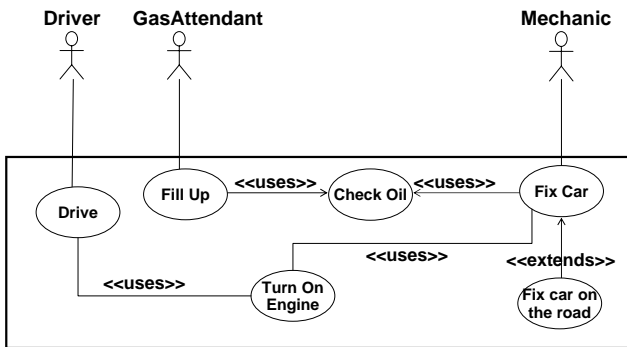 Driver GasAttendant Mechanic
<<uses>> <<uses>>
Fill Up Check Oil Fix Car
Drive
<<uses>>
<<extends>>
<<uses>> Turn On
Engine
Fix car on
the road